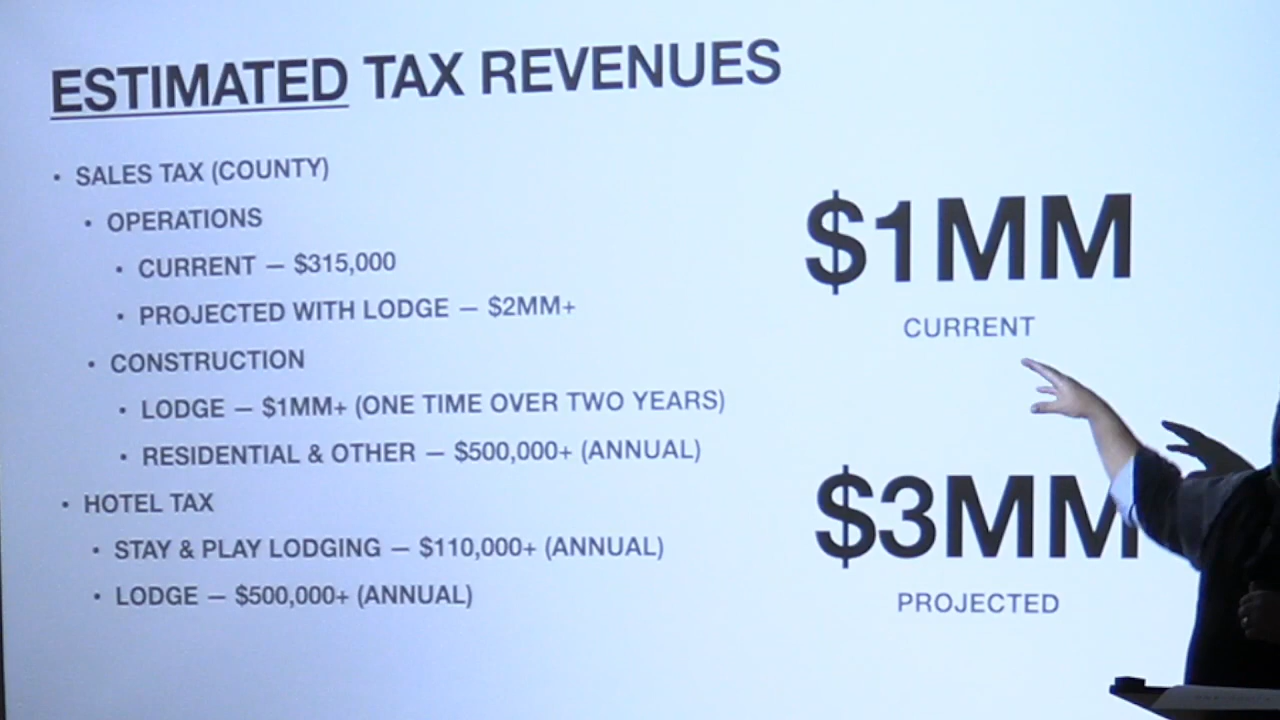 ESTIMATED TAX REVENUES
• SALES TAX (COUNTY)
• OPERATIONS
• CURRENT — $315,000
• PROJECTED WITH LODGE — $2MM+
• CONSTRUCTION
• LODGE — $1MM+ (ONE TIME OVER TWO YEARS)
• RESIDENTIAL & OTHER — $500,000+ (ANNUAL)
• HOTEL TAX
• STAY & PLAY LODGING — $110,000+ (ANNUAL)
• LODGE — $500,000+ (ANNUAL)
$1MM
CURRENT
$3MM
PROJECTED